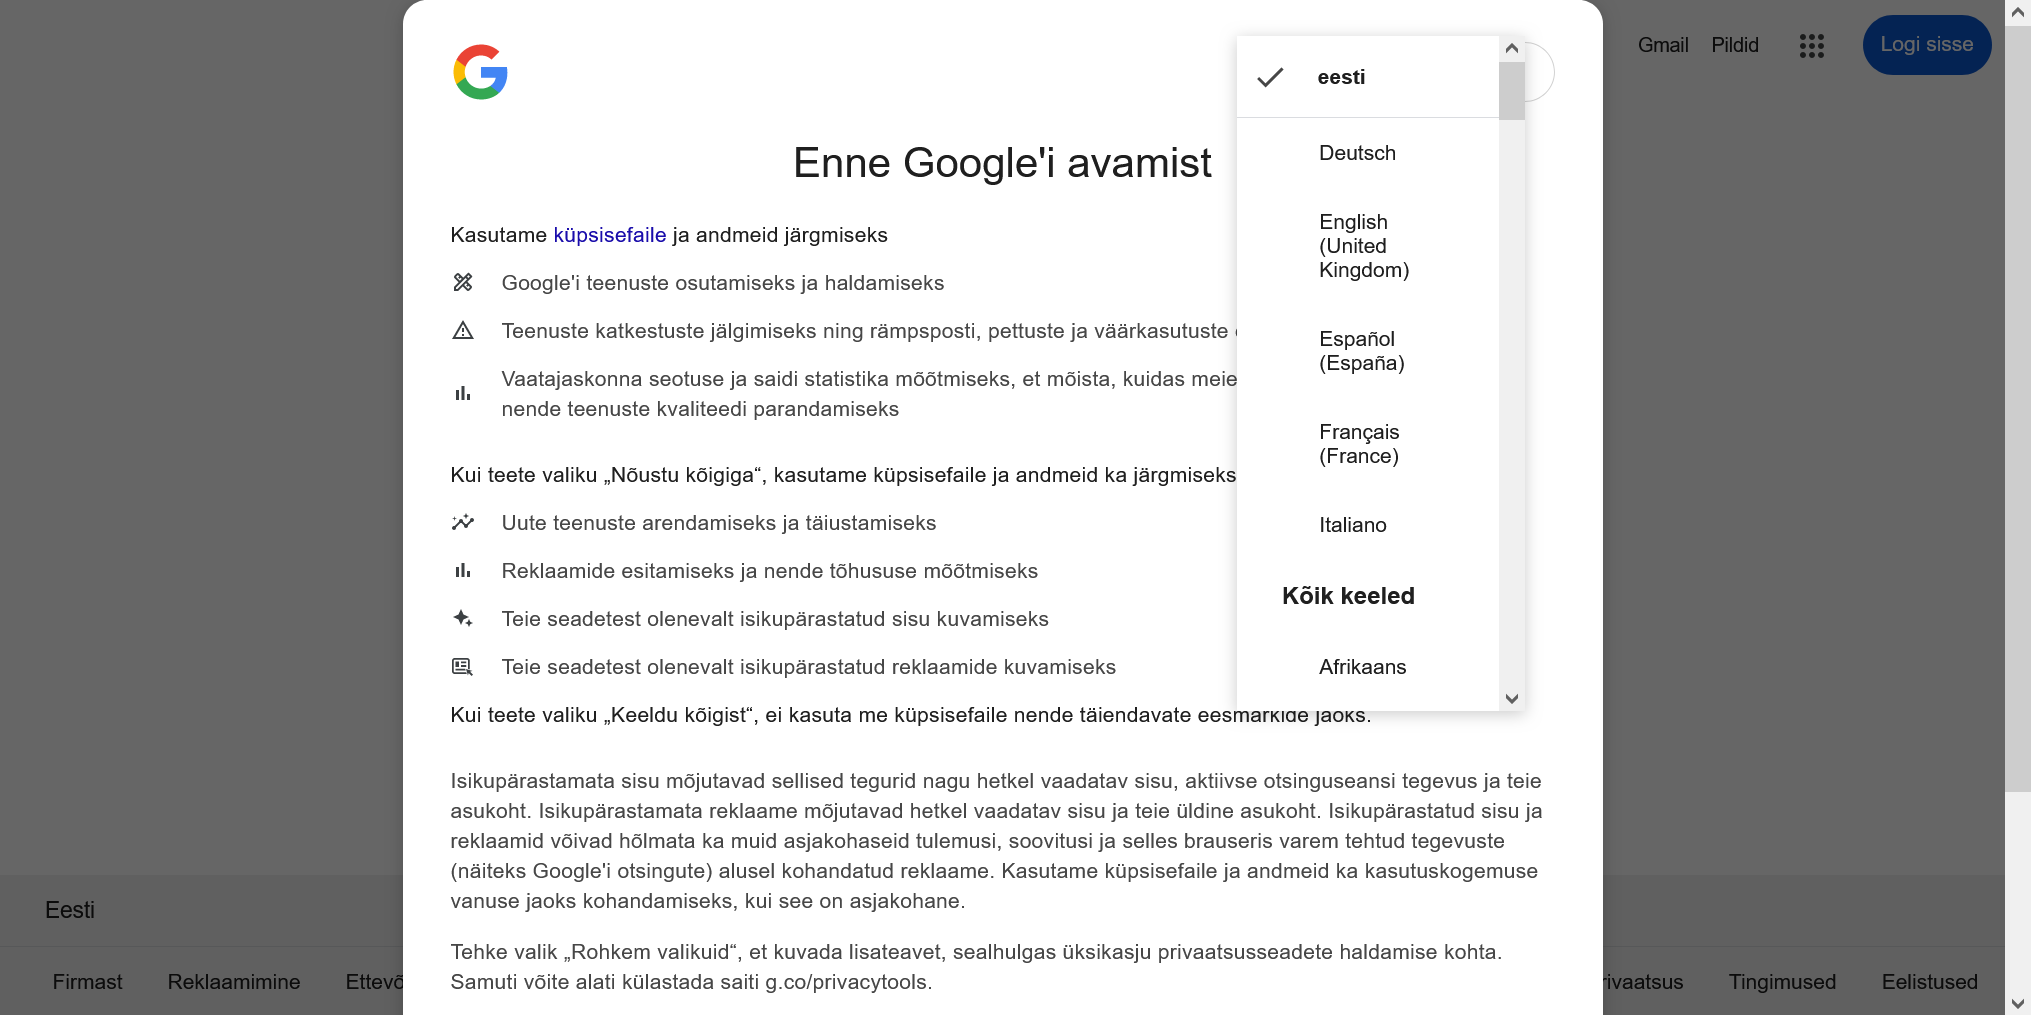 Gmail
Pildid
Logi sisse
eesti
Deutsch
English
(United
Kingdom)
Español
(España)
Français
(France)
Italiano
Kõik keeled
Afrikaans
Enne Google'i avamist
Kasutame küpsisefaile ja andmeid järgmiseks
Google'i teenuste osutamiseks ja haldamiseks
Teenuste katkestuste jälgimiseks ning rämpsposti, pettuste ja väärkasutuste
Vaatajaskonna seotuse ja saidi statistika mõõtmiseks, et mõista, kuidas meie
nende teenuste kvaliteedi parandamiseks
Kui teete valiku „Nõustu kõigiga“, kasutame küpsisefaile ja andmeid ka järgmiseks
Uute teenuste arendamiseks ja täiustamiseks
Reklaamide esitamiseks ja nende tõhususe mõõtmiseks
Teie seadetest olenevalt isikupärastatud sisu kuvamiseks
Teie seadetest olenevalt isikupärastatud reklaamide kuvamiseks
Kui teete valiku „Keeldu kõigist“, ei kasuta me küpsisefaile nende täiendavate eesmärkide jaoks.
Isikupärastamata sisu mõjutavad sellised tegurid nagu hetkel vaadatav sisu, aktiivse otsinguseansi tegevus ja teie
asukoht. Isikupärastamata reklaame mõjutavad hetkel vaadatav sisu ja teie üldine asukoht. Isikupärastatud sisu ja
reklaamid võivad hõlmata ka muid asjakohaseid tulemusi, soovitusi ja selles brauseris varem tehtud tegevuste
(näiteks Google'i otsingute) alusel kohandatud reklaame. Kasutame küpsisefaile ja andmeid ka kasutuskogemuse
vanuse jaoks kohandamiseks, kui see on asjakohane.
Tehke valik „Rohkem valikuid“, et kuvada lisateavet, sealhulgas üksikasju privaatsusseadete haldamise kohta.
Samuti võite alati külastada saiti g.co/privacytools.
Eesti
Firmast
Reklaamimine
Ettevõ
rivaatsus
Tingimused
Eelistused